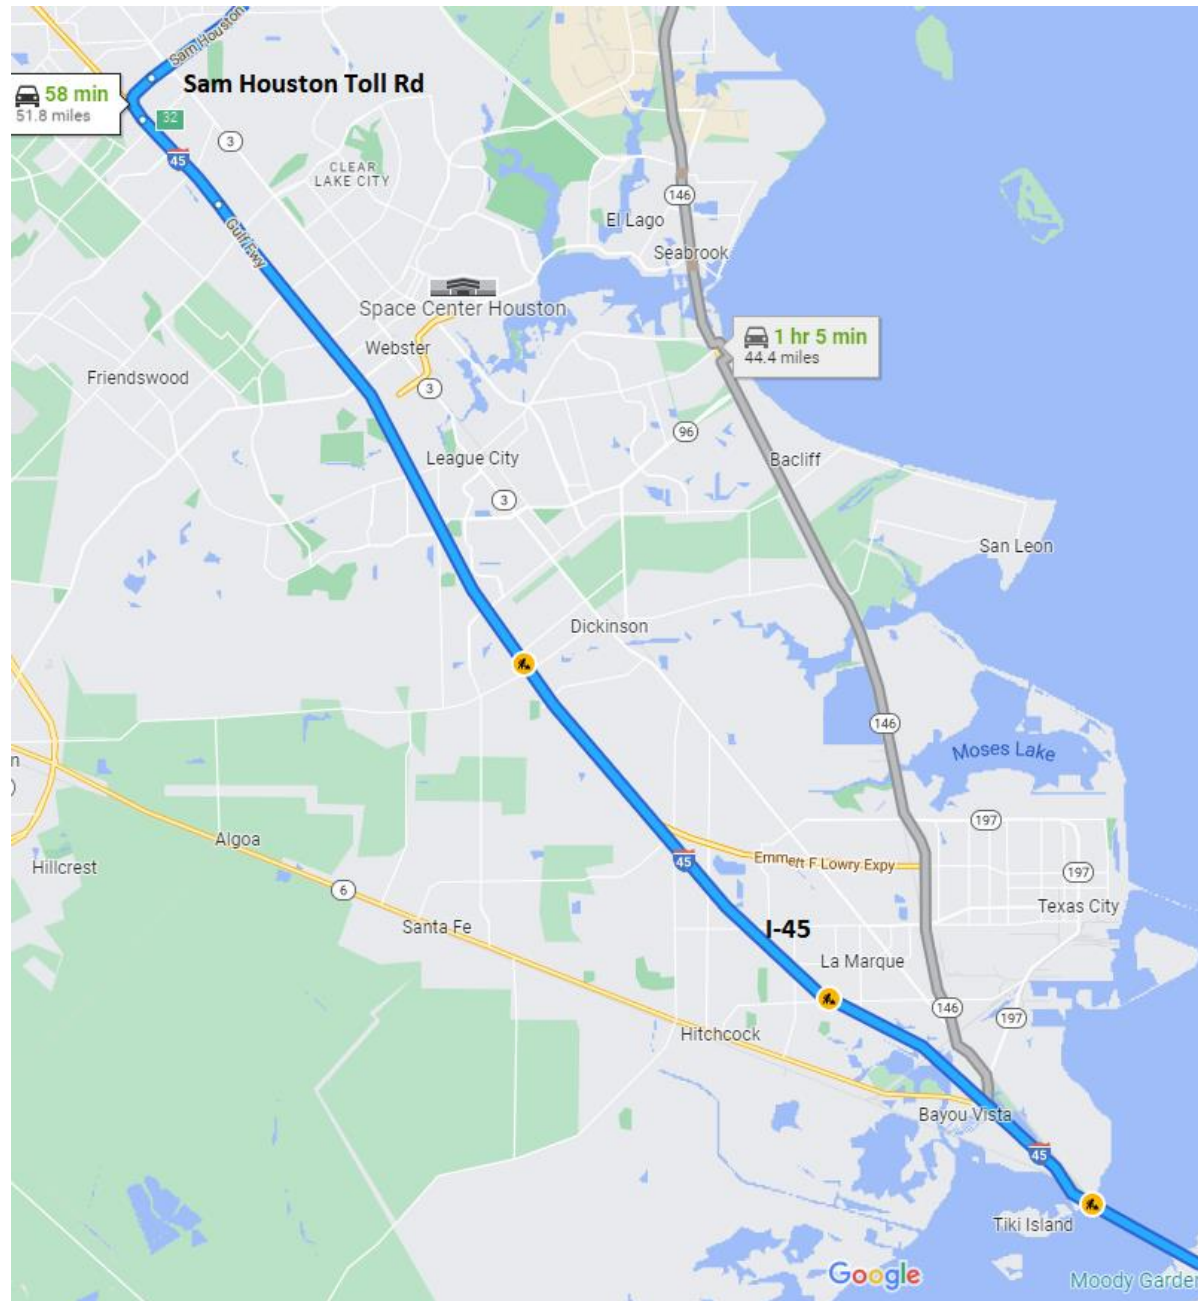 Sam Houston
Sam Houston Toll Rd
58 min
51.8 miles
32
3
45
CLEAR
LAKE CITY
146
El Lago
Gulf Fwy
Seabrook
Space Center Houston
1 hr 5 min
44.4 miles
Webster
Friendswood
3
96
League City
Bacliff
3
San Leon
Dickinson
146
Moses Lake
n
197
Algoa
45
Emmett F Lowry Expy
Hillcrest
197
6
Texas City
Santa Fe
I-45
La Marque
146
197
Hitchcock
Bayou Vista
45
Tiki Island
Google
Moody Garden